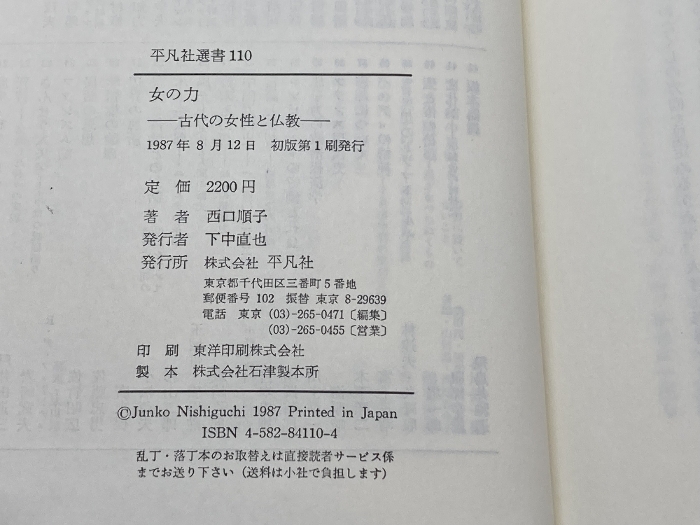 平凡社選書110
女の力
──古代の女性と仏教──
1987年8月12日　初版第1刷発行
定　価　2200円
著　者　西口順子
発行者　下中直也
発行所　株式会社 平凡社
東京都千代田区三番町5番地
郵便番号 102　振替 東京 8-29639
電話　東京 (03)-265-0471〔編集〕
(03)-265-0455〔営業〕
印　刷　東洋印刷株式会社
製　本　株式会社石津製本所
©Junko Nishiguchi 1987 Printed in Japan
ISBN 4-582-84110-4
乱丁・落丁本のお取替えは直接読者サービス係
までお送り下さい（送料は小社で負担します）